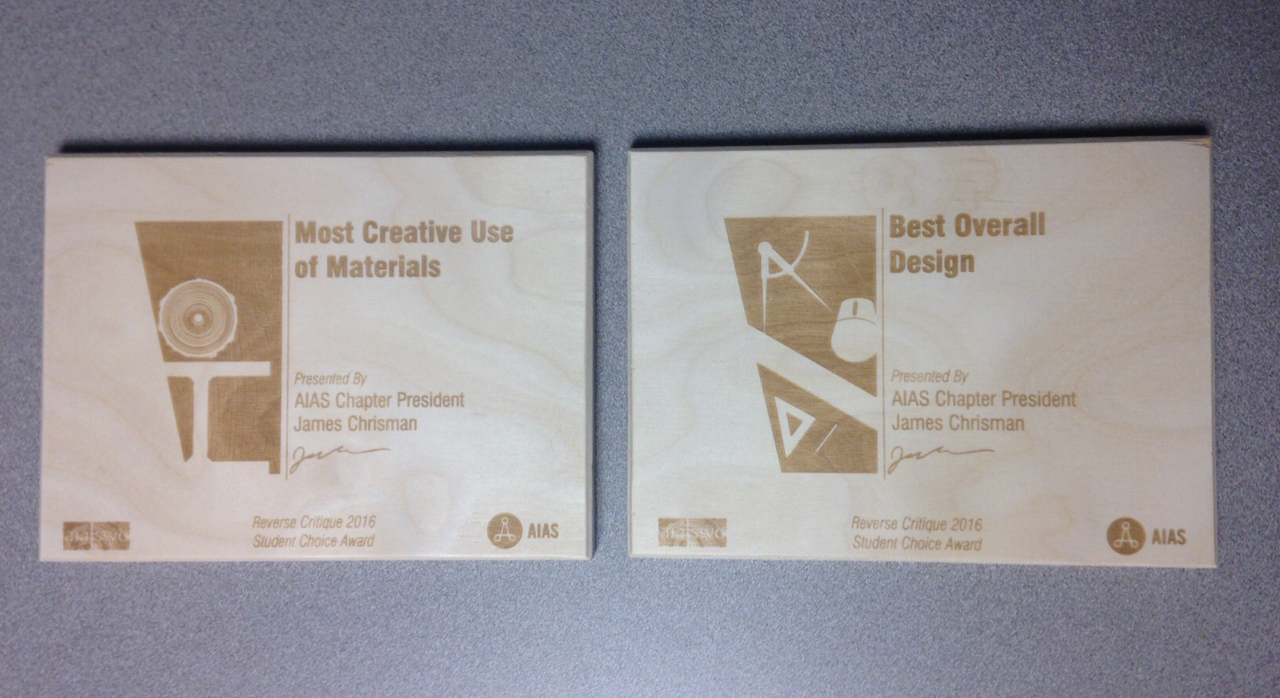 Most Creative Use
of Materials
Presented By
AIAS Chapter President
James Chrisman
Reverse Critique 2016
Student Choice Award
AIAS
Best Overall
Design
Presented By
AIAS Chapter President
James Chrisman
Reverse Critique 2016
Student Choice Award
AIAS